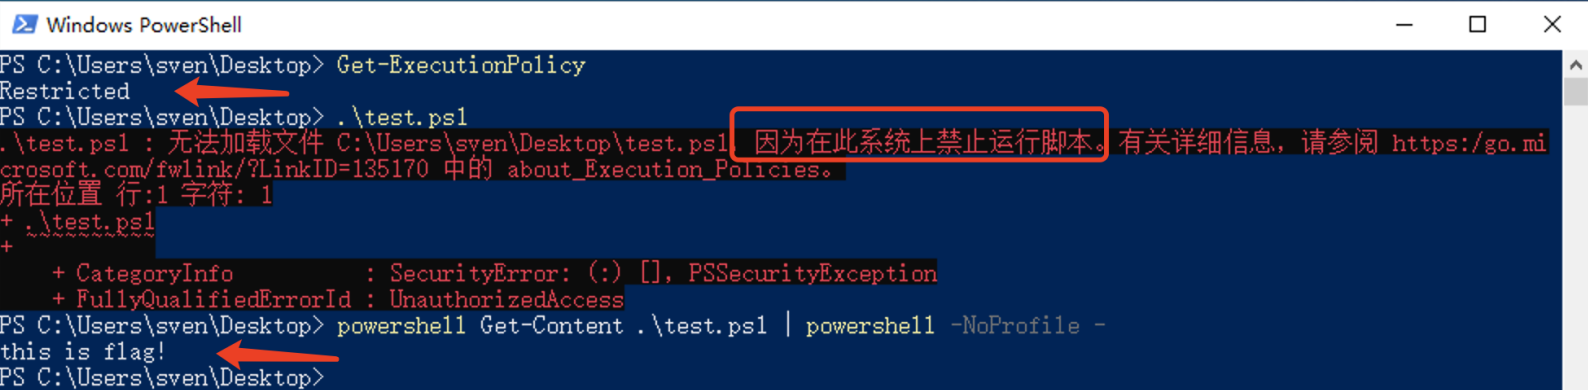 Windows PowerShell
PS C:\Users\sven\Desktop> Get-ExecutionPolicy
Restricted
PS C:\Users\sven\Desktop> .\test.ps1
.\test.ps1 : 无法加载文件 C:\Users\sven\Desktop\test.ps1，因为在此系统上禁止运行脚本。有关详细信息，请参阅 https:/go.mi
crosoft.com/fwlink/?LinkID=135170 中的 about_Execution_Policies。
所在位置 行:1 字符: 1
+ .\test.ps1
+ ~~~~~~~~~~
    + CategoryInfo          : SecurityError: (:) [], PSSecurityException
    + FullyQualifiedErrorId : UnauthorizedAccess
PS C:\Users\sven\Desktop> powershell Get-Content .\test.ps1 | powershell -NoProfile -
this is flag!
PS C:\Users\sven\Desktop>